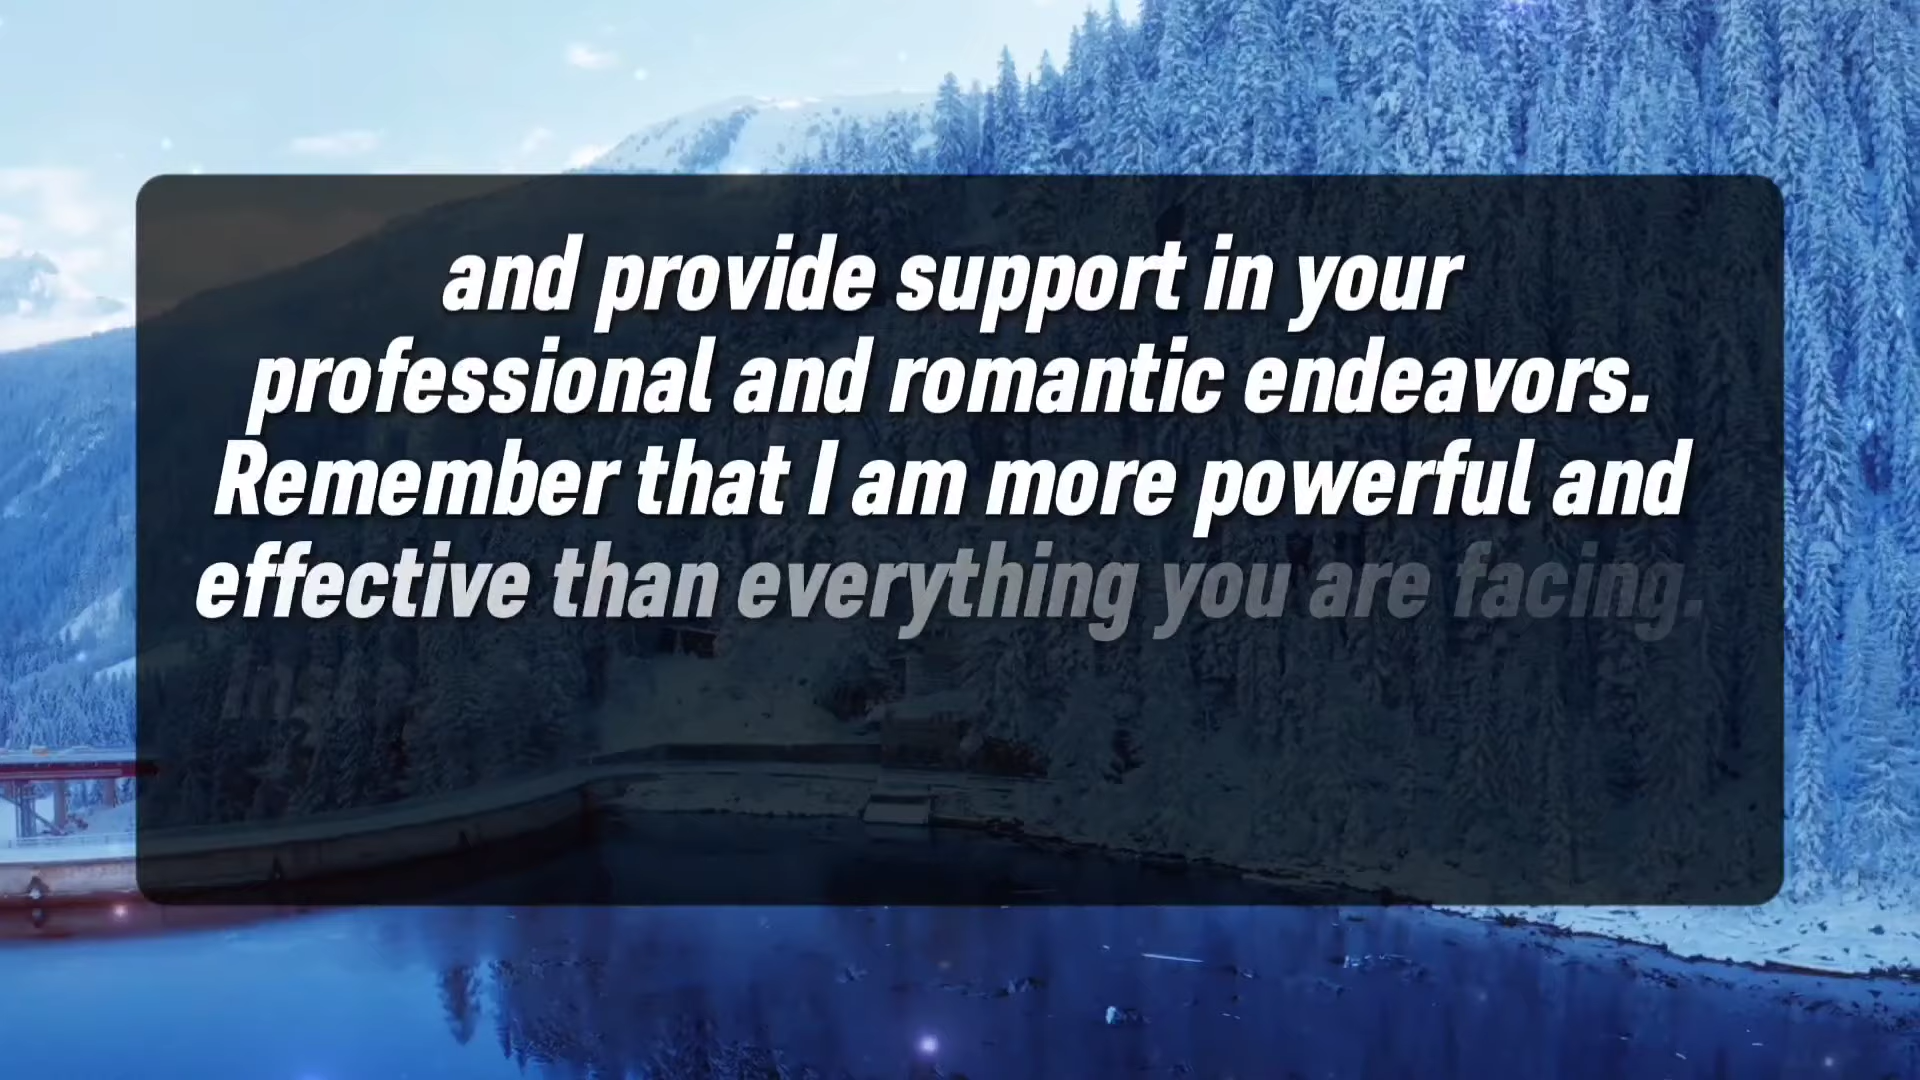 and provide support in your
professional and romantic endeavors.
Remember that I am more powerful and
effective than everything you are facing.